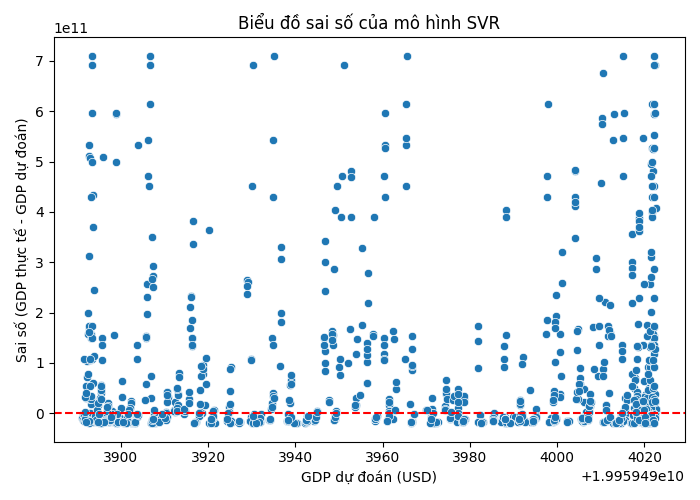 Biểu đồ sai số của mô hình SVR
1e11
7
6
5
4
3
2
1
0
Sai số (GDP thực tế - GDP dự đoán)
3900 3920 3940 3960 3980 4000 4020
+1.995949e10
GDP dự đoán (USD)